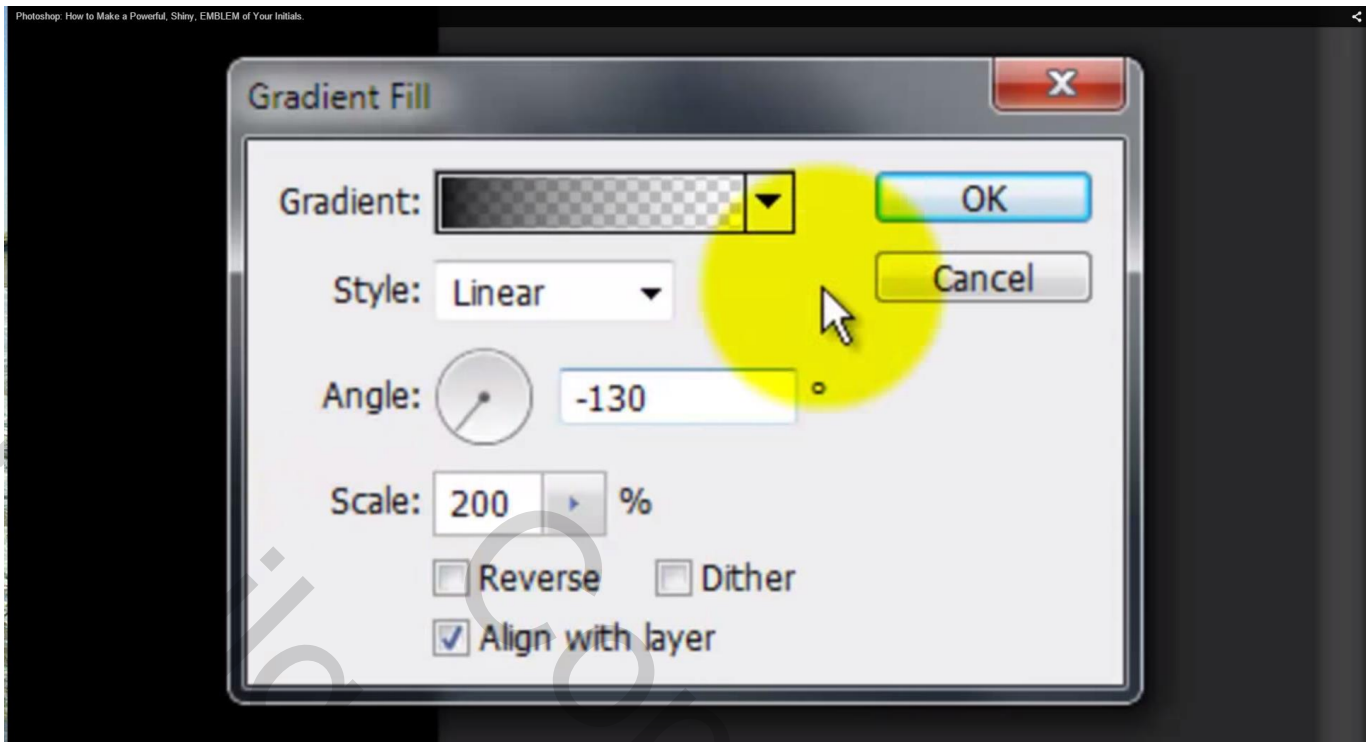 Photoshop: How to Make a Powerful, Shiny, EMBLEM of Your Initials.
Gradient Fill
Gradient:
OK
Style: Linear
Cancel
Angle: -130 °
Scale: 200 %
Reverse Dither
Align with layer